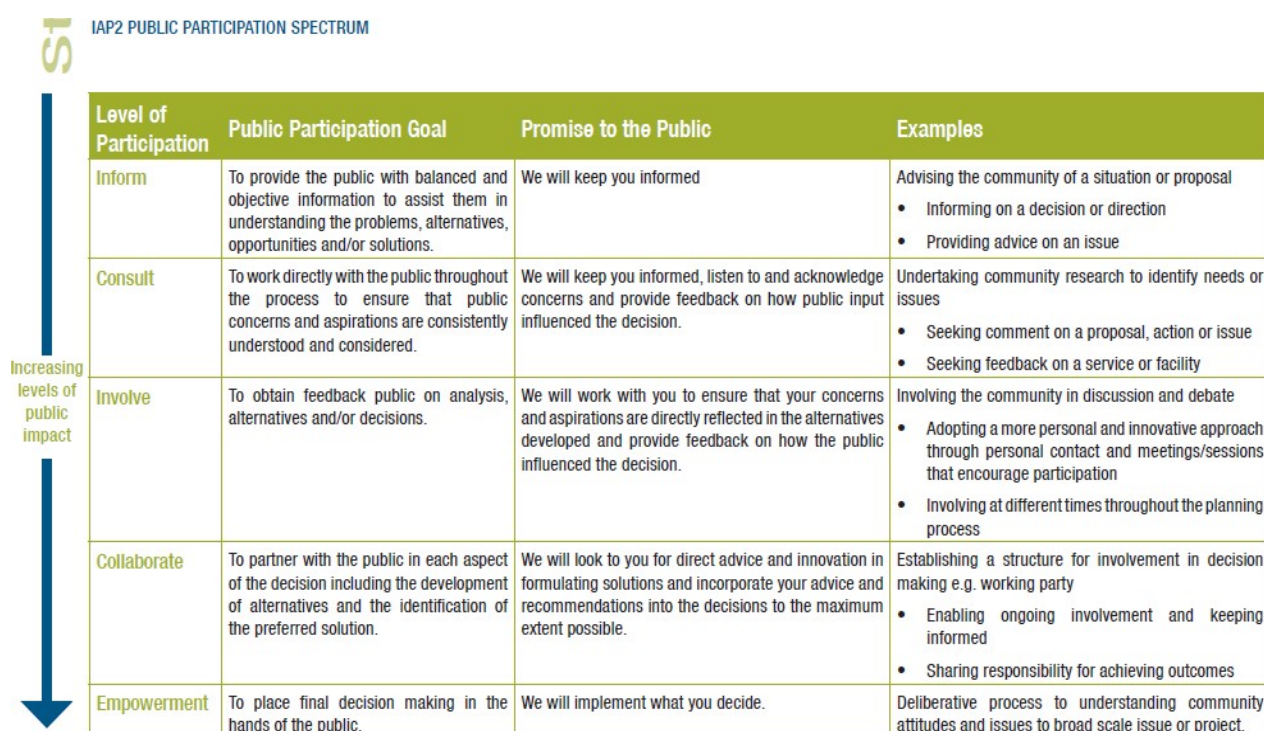 IAP2 PUBLIC PARTICIPATION SPECTRUM
Level of
Participation
Public Participation Goal
Promise to the Public
Examples
Inform
To provide the public with balanced and
objective information to assist them in
understanding the problems, alternatives,
opportunities and/or solutions.
We will keep you informed
Advising the community of a situation or proposal
• Informing on a decision or direction
• Providing advice on an issue
Consult
To work directly with the public throughout
the process to ensure that public
concerns and aspirations are consistently
understood and considered.
We will keep you informed, listen to and acknowledge
concerns and provide feedback on how public input
influenced the decision.
Undertaking community research to identify needs or
issues
• Seeking comment on a proposal, action or issue
• Seeking feedback on a service or facility
Increasing
levels of
public
impact
Involve
To obtain feedback public on analysis,
alternatives and/or decisions.
We will work with you to ensure that your concerns
and aspirations are directly reflected in the alternatives
developed and provide feedback on how the public
influenced the decision.
Involving the community in discussion and debate
• Adopting a more personal and innovative approach
through personal contact and meetings/sessions
that encourage participation
• Involving at different times throughout the planning
process
Collaborate
To partner with the public in each aspect
of the decision including the development
of alternatives and the identification of
the preferred solution.
We will look to you for direct advice and innovation in
formulating solutions and incorporate your advice and
recommendations into the decisions to the maximum
extent possible.
Establishing a structure for involvement in decision
making e.g. working party
• Enabling ongoing involvement and keeping
informed
• Sharing responsibility for achieving outcomes
Empowerment
To place final decision making in the
hands of the public.
We will implement what you decide.
Deliberative process to understanding community
attitudes and issues to broad scale issue or project.